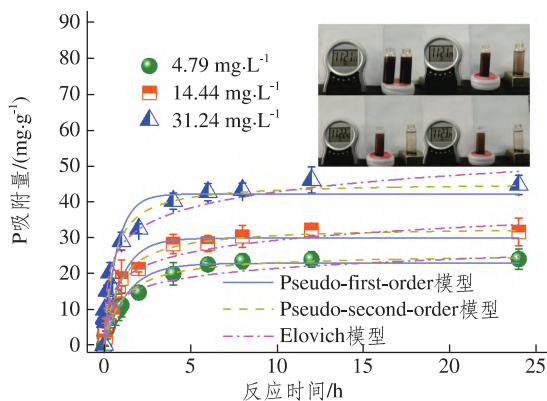 P吸附量/(mg·g⁻¹)
90
80
70
60
50
40
30
20
10
0
4.79 mg·L⁻¹
14.44 mg·L⁻¹
31.24 mg·L⁻¹
Pseudo-first-order模型
Pseudo-second-order模型
Elovich模型
0 5 10 15 20 25
反应时间/h